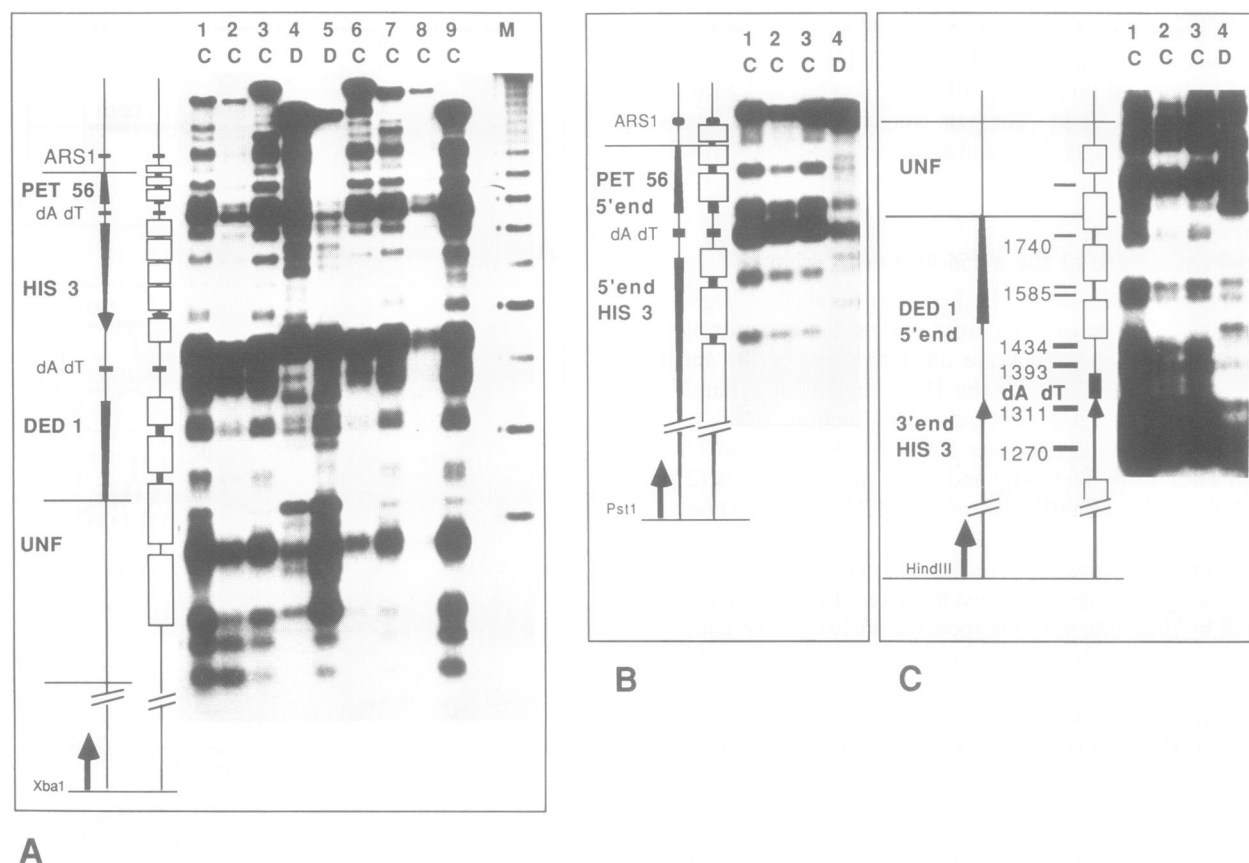 1 2 3 4 5 6 7 8 9 M
C C C D D C C C C
ARS1
PET 56
dA dT
HIS 3
dA dT
DED 1
UNF
Xba1
A
1 2 3 4
C C C D
ARS1
PET 56
5'end
dA dT
5'end
HIS 3
Pst1
B
1 2 3 4
C C C D
UNF
1740
DED 1
5'end
1585
1434
1393
dA dT
1311
3'end
HIS 3
1270
HindIII
C